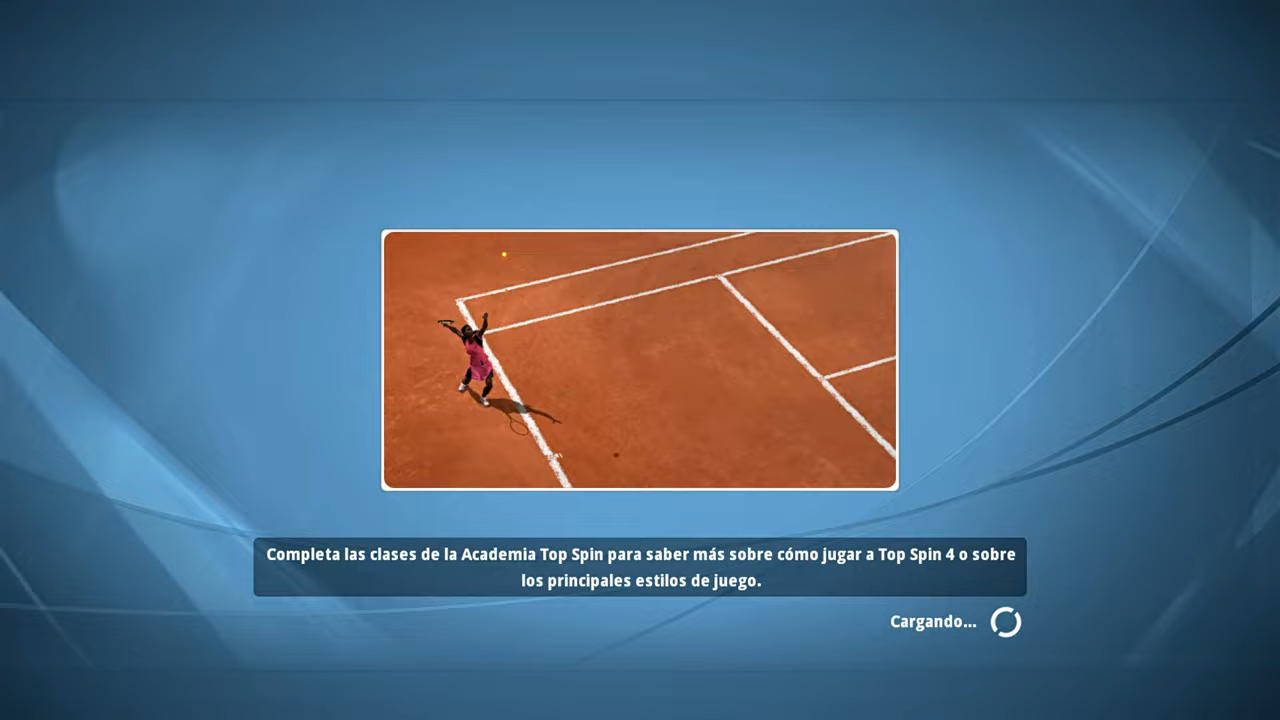 Completa las clases de la Academia Top Spin para saber más sobre cómo jugar a Top Spin 4 o sobre
los principales estilos de juego.
Cargando...